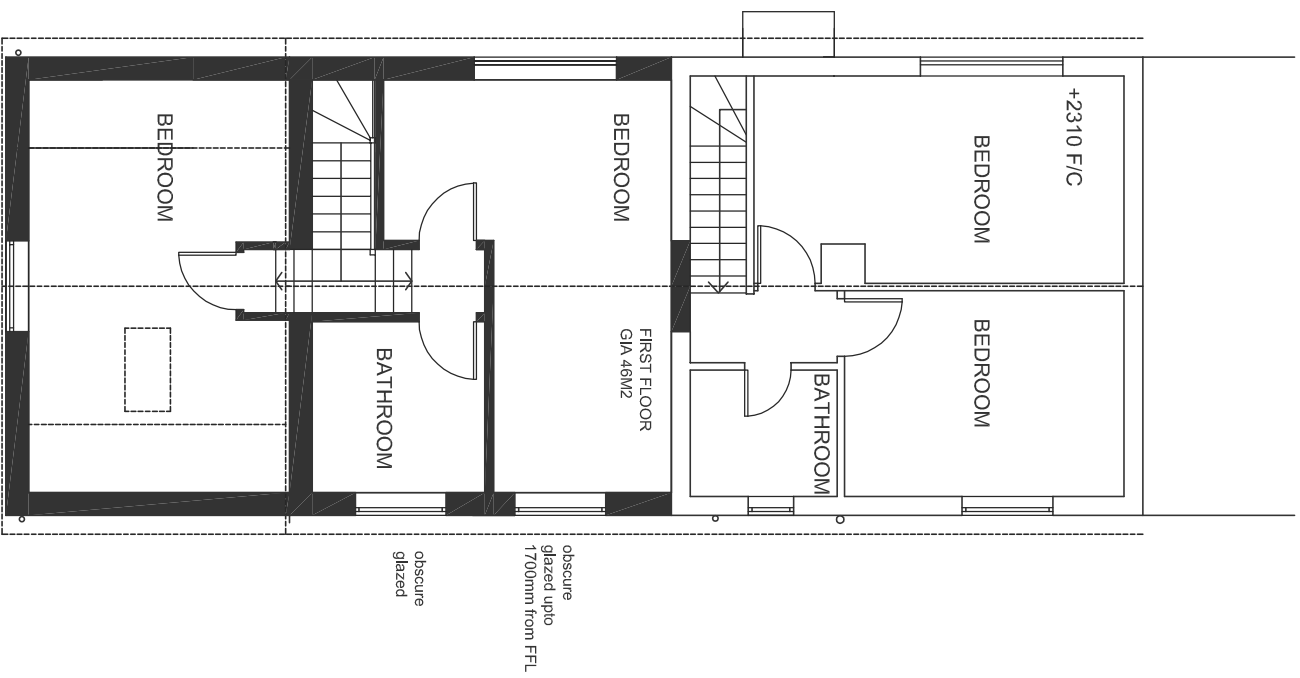 +2310 F/C
BEDROOM
BEDROOM
BATHROOM
BEDROOM
FIRST FLOOR
GIA 46M2
BATHROOM
BEDROOM
obscure
glazed upto
1700mm from FFL
obscure
glazed